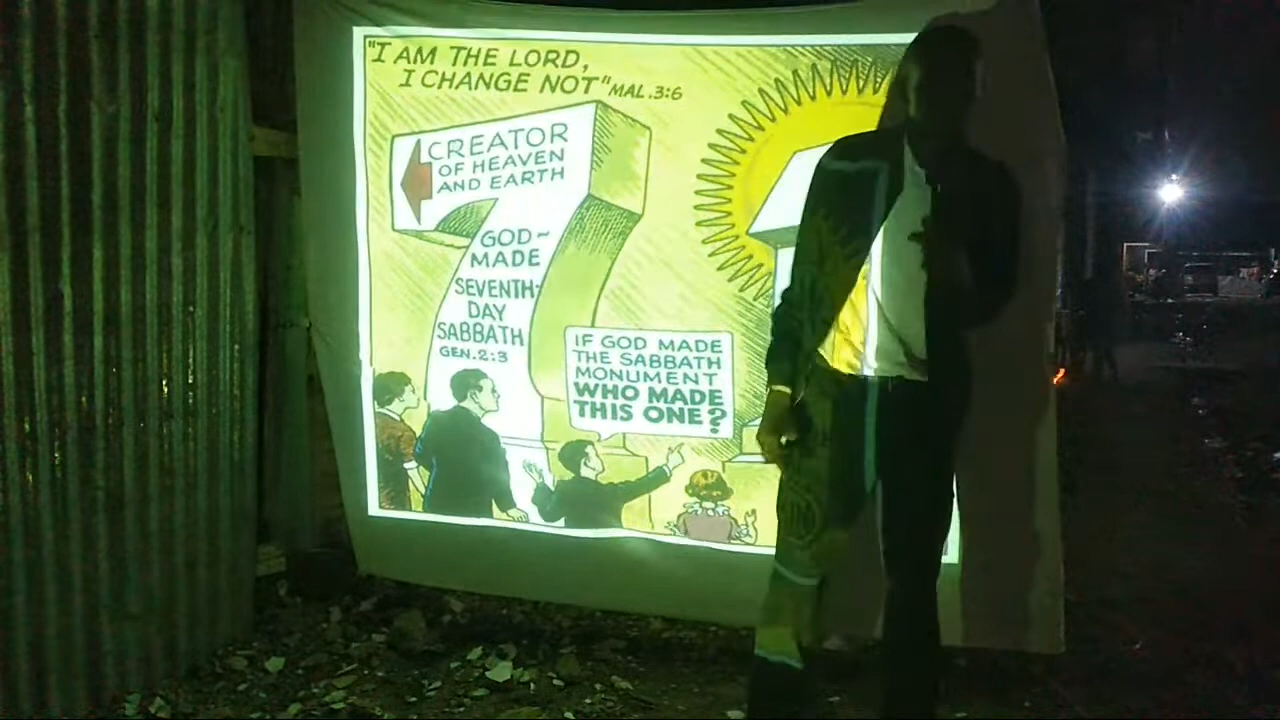 "I AM THE LORD,
I CHANGE NOT" MAL.3:6
CREATOR
OF HEAVEN
AND EARTH
GOD~
MADE
SEVENTH-
DAY
SABBATH
GEN.2:3
IF GOD MADE
THE SABBATH
MONUMENT
WHO MADE
THIS ONE?